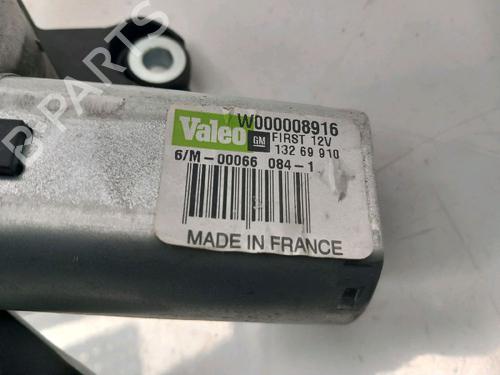 B-PARTS
Valeo W000008916
GM FIRST 12V
132 69 910
6/M-00066 084-1
MADE IN FRANCE